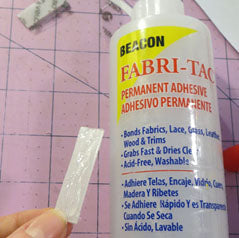 BEACON
FABRI-TAC
PERMANENT ADHESIVE
ADHESIVO PERMANENTE
• Bonds Fabrics, Lace, Glass, Leather,
Wood & Trims
• Grabs Fast & Dries Clear
• Acid-Free, Washable
• Adhiere Telas, Encaje, Vidrio, Cuero,
Madera Y Ribetes
• Se Adhiere Rápido Y es Transparente
Cuando Se Seca
• Sin Ácido, Lavable